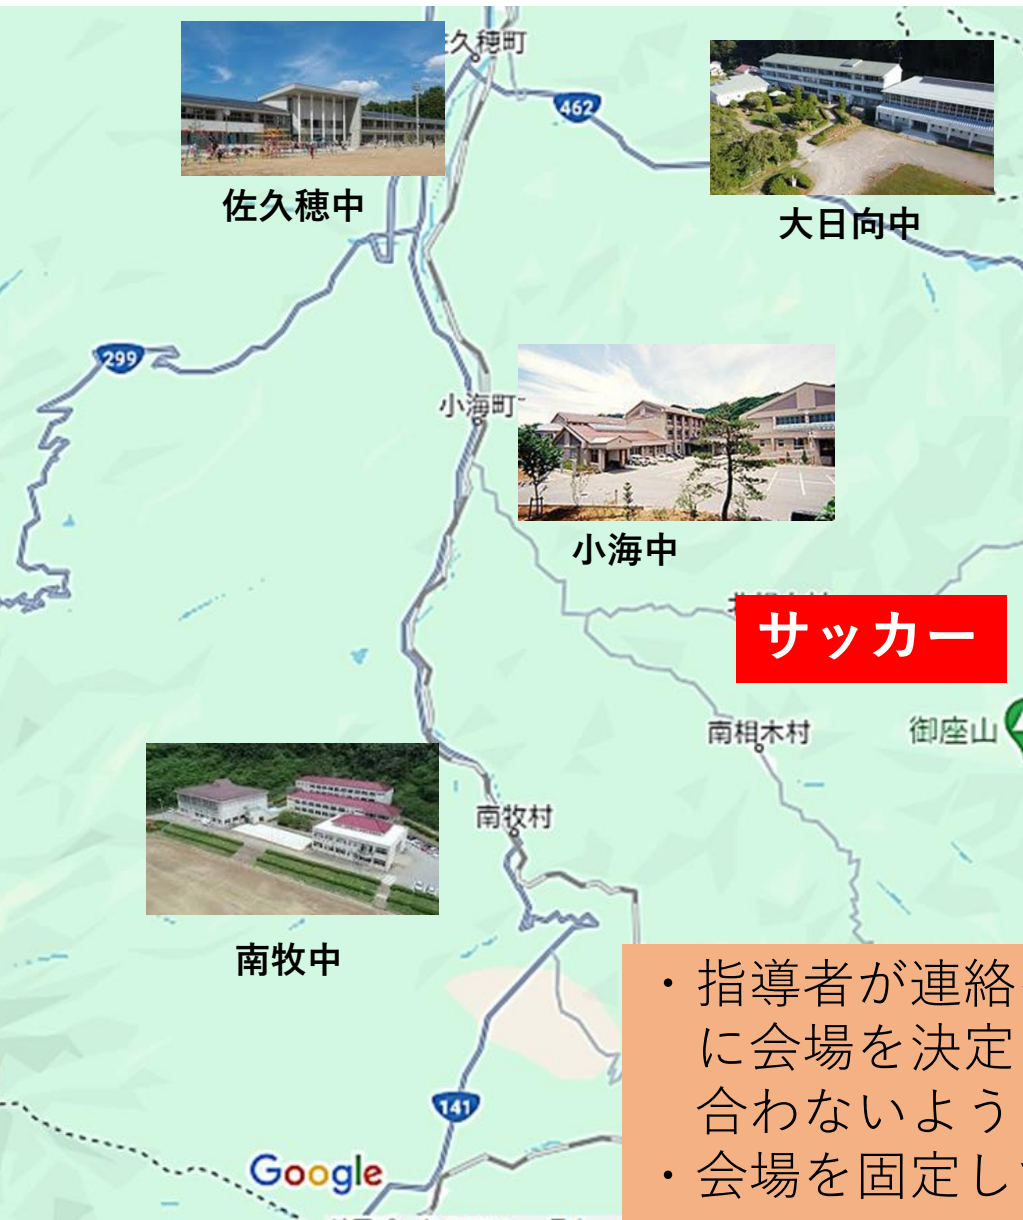 久穂町
462
佐久穂中
大日向中
299
小海町
小海中
サッカー
南相木村
御座山
南牧村
南牧中
・指導者が連絡
に会場を決定
合わないよう
・会場を固定し
141
Google